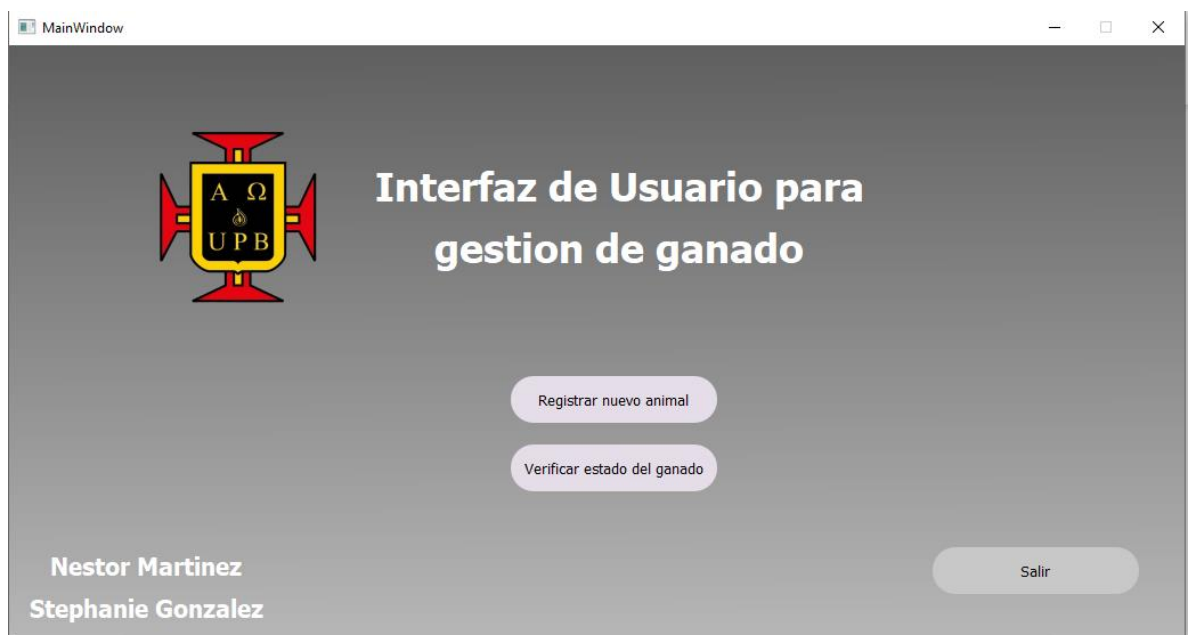 MainWindow
Α Ω
UPB
Interfaz de Usuario para
gestion de ganado
Registrar nuevo animal
Verificar estado del ganado
Nestor Martinez
Stephanie Gonzalez
Salir